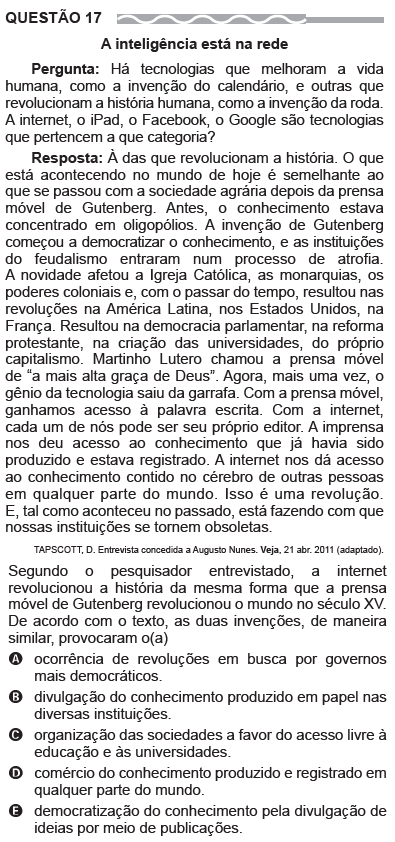 QUESTÃO 17
A inteligência está na rede
Pergunta: Há tecnologias que melhoram a vida
humana, como a invenção do calendário, e outras que
revolucionam a história humana, como a invenção da roda.
A internet, o iPad, o Facebook, o Google são tecnologias
que pertencem a que categoria?
Resposta: À das que revolucionam a história. O que
está acontecendo no mundo de hoje é semelhante ao
que se passou com a sociedade agrária depois da prensa
móvel de Gutenberg. Antes, o conhecimento estava
concentrado em oligopólios. A invenção de Gutenberg
começou a democratizar o conhecimento, e as instituições
do feudalismo entraram num processo de atrofia.
A novidade afetou a Igreja Católica, as monarquias, os
poderes coloniais e, com o passar do tempo, resultou nas
revoluções na América Latina, nos Estados Unidos, na
França. Resultou na democracia parlamentar, na reforma
protestante, na criação das universidades, do próprio
capitalismo. Martinho Lutero chamou a prensa móvel
de “a mais alta graça de Deus”. Agora, mais uma vez, o
gênio da tecnologia saiu da garrafa. Com a prensa móvel,
ganhamos acesso à palavra escrita. Com a internet,
cada um de nós pode ser seu próprio editor. A imprensa
nos deu acesso ao conhecimento que já havia sido
produzido e estava registrado. A internet nos dá acesso
ao conhecimento contido no cérebro de outras pessoas
em qualquer parte do mundo. Isso é uma revolução.
E, tal como aconteceu no passado, está fazendo com que
nossas instituições se tornem obsoletas.
TAPSCOTT, D. Entrevista concedida a Augusto Nunes. Veja, 21 abr. 2011 (adaptado).
Segundo o pesquisador entrevistado, a internet
revolucionou a história da mesma forma que a prensa
móvel de Gutenberg revolucionou o mundo no século XV.
De acordo com o texto, as duas invenções, de maneira
similar, provocaram o(a)
A ocorrência de revoluções em busca por governos
mais democráticos.
B divulgação do conhecimento produzido em papel nas
diversas instituições.
C organização das sociedades a favor do acesso livre à
educação e às universidades.
D comércio do conhecimento produzido e registrado em
qualquer parte do mundo.
E democratização do conhecimento pela divulgação de
ideias por meio de publicações.